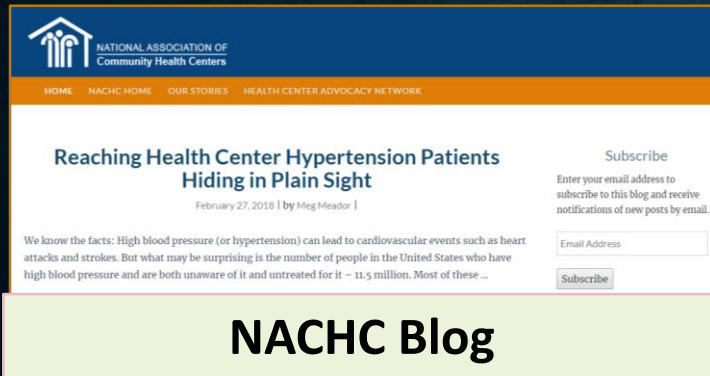 NATIONAL ASSOCIATION OF
Community Health Centers
HOME NACHC HOME OUR STORIES HEALTH CENTER ADVOCACY NETWORK
Reaching Health Center Hypertension Patients
Hiding in Plain Sight
February 27, 2018 | by Meg Meador |
We know the facts: High blood pressure (or hypertension) can lead to cardiovascular events such as heart
attacks and strokes. But what may be surprising is the number of people in the United States who have
high blood pressure and are both unaware of it and untreated for it – 11.5 million. Most of these ...
Subscribe
Enter your email address to
subscribe to this blog and receive
notifications of new posts by email.
Email Address
Subscribe
NACHC Blog